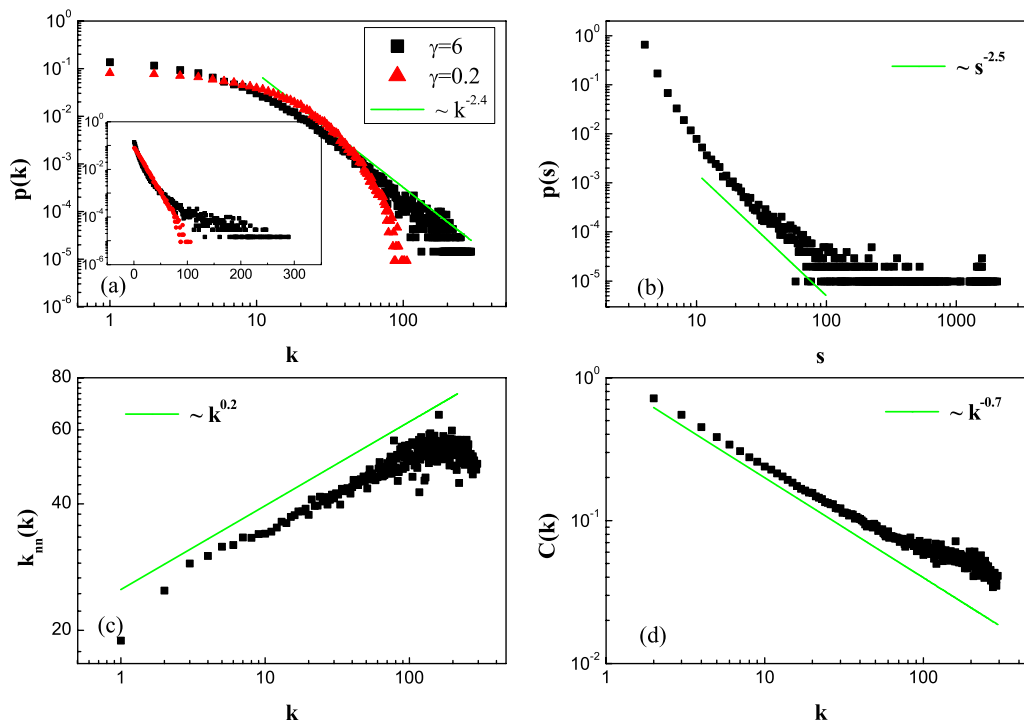 10^0
10^-1
10^-2
10^-3
10^-4
10^-5
10^-6
p(k)
γ=6
γ=0.2
~ k^-2.4
10^0
10^-2
10^-4
10^-6
0 100 200 300
(a)
1 10 100
k
10^0
10^-1
10^-2
10^-3
10^-4
10^-5
p(s)
~ s^-2.5
(b)
10 100 1000
s
80
60
40
20
k_nn(k)
~ k^0.2
(c)
1 10 100
k
10^0
10^-1
10^-2
C(k)
~ k^-0.7
(d)
1 10 100
k